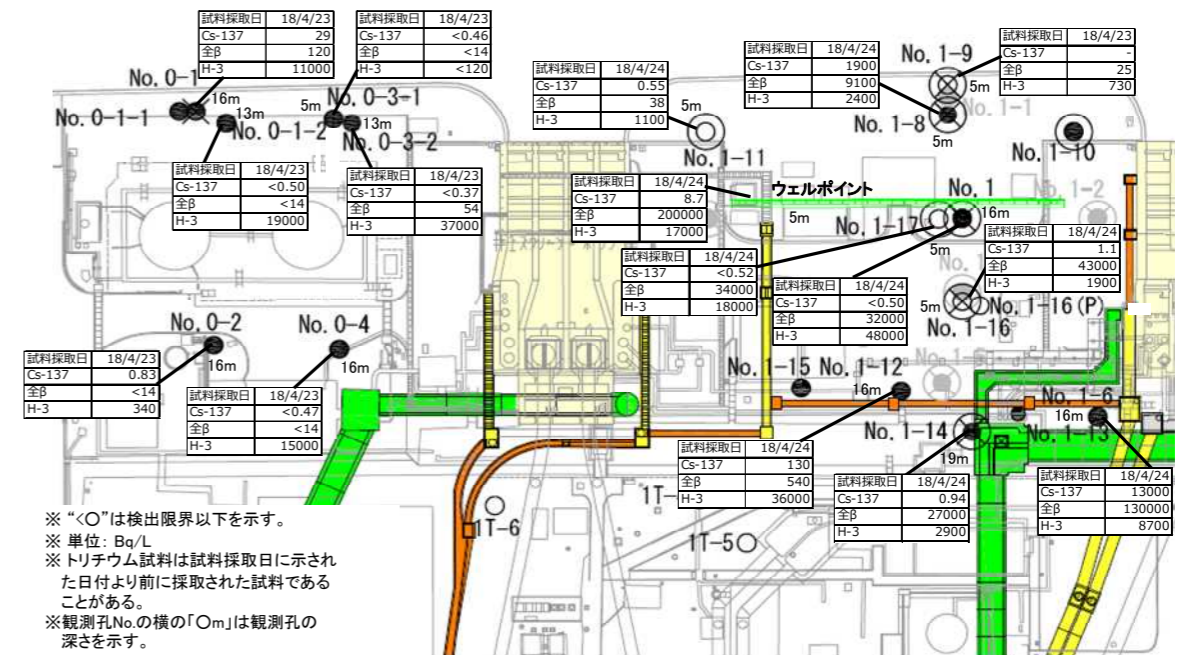 試料採取日 18/4/23
Cs-137 29
全β 120
H-3 11000
試料採取日 18/4/23
Cs-137 <0.46
全β <14
H-3 <120
試料採取日 18/4/24
Cs-137 0.55
全β 38
H-3 1100
試料採取日 18/4/24
Cs-137 1900
全β 9100
H-3 2400
試料採取日 18/4/23
Cs-137 -
全β 25
H-3 730
No. 0-1
16m
No. 0-1-1
13m
No. 0-1-2
5m
No. 0-3-1
13m
No. 0-3-2
5m
No. 1-11
No. 1-9
5m
No. 1-8
5m
No. 1-10
試料採取日 18/4/23
Cs-137 <0.50
全β <14
H-3 19000
試料採取日 18/4/23
Cs-137 <0.37
全β 54
H-3 37000
試料採取日 18/4/24
Cs-137 8.7
全β 200000
H-3 17000
ウェルポイント
5m
No. 1
16m
No. 1-2
No. 1-17
5m
試料採取日 18/4/24
Cs-137 <0.52
全β 34000
H-3 18000
試料採取日 18/4/24
Cs-137 <0.50
全β 32000
H-3 48000
試料採取日 18/4/24
Cs-137 1.1
全β 43000
H-3 1900
5m
No. 1-16(P)
No. 1-16
No. 0-2
16m
No. 0-4
16m
試料採取日 18/4/23
Cs-137 0.83
全β <14
H-3 340
試料採取日 18/4/23
Cs-137 <0.47
全β <14
H-3 15000
No. 1-15
No. 1-12
16m
No. 1-6
16m
No. 1-13
No. 1-14
19m
試料採取日 18/4/24
Cs-137 130
全β 540
H-3 36000
試料採取日 18/4/24
Cs-137 0.94
全β 27000
H-3 2900
試料採取日 18/4/24
Cs-137 13000
全β 130000
H-3 8700
1T-6
1T-5
※ “<○”は検出限界以下を示す。
※ 単位: Bq/L
※ トリチウム試料は試料採取日に示され
た日付より前に採取された試料である
ことがある。
※観測孔No.の横の「○m」は観測孔の
深さを示す。